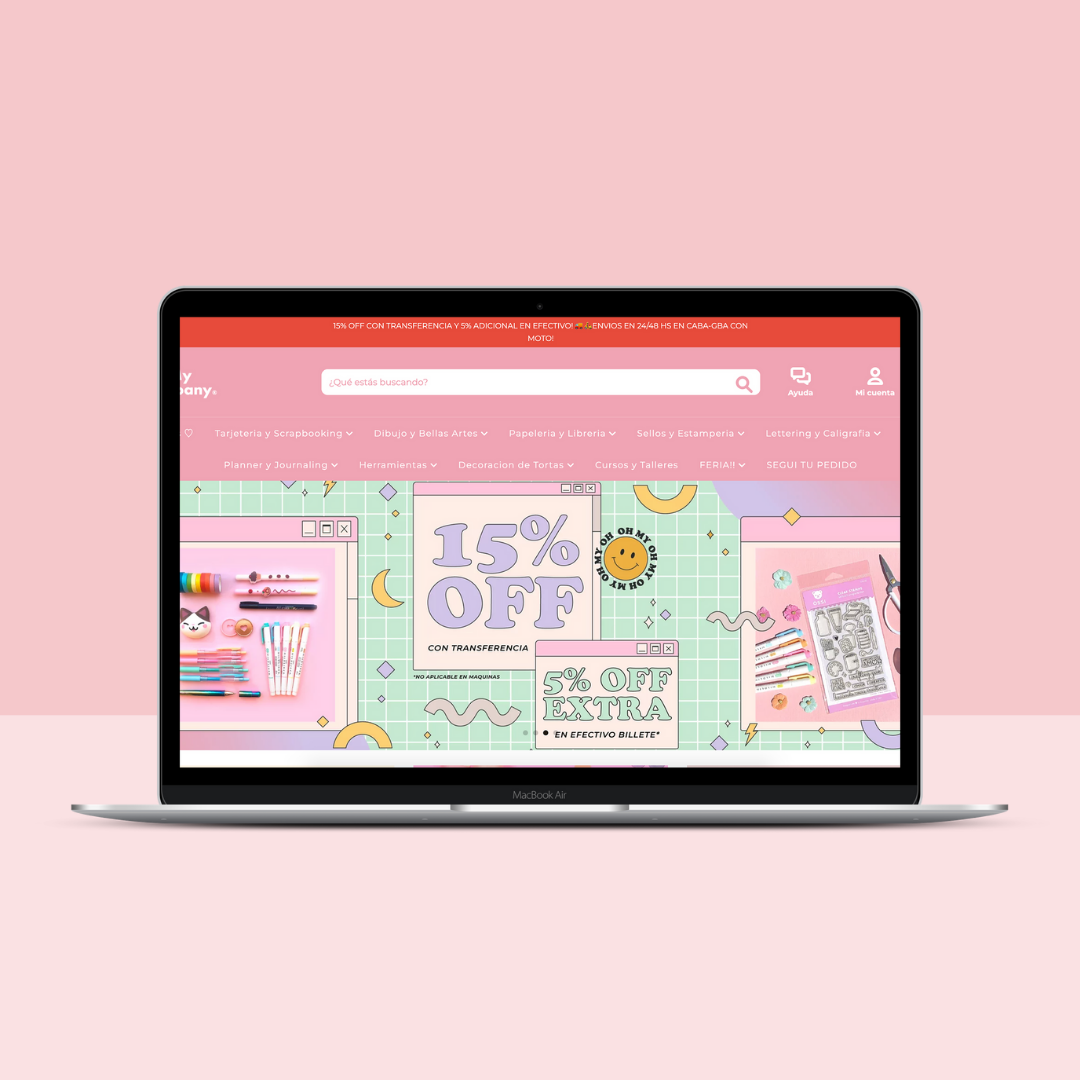 15% OFF CON TRANSFERENCIA Y 5% ADICIONAL EN EFECTIVO! 🚚🛵ENVIOS EN 24/48 HS EN CABA-GBA CON
MOTO!
y
pany®
¿Qué estás buscando?
Ayuda
Mi cuenta
♡ Tarjeteria y Scrapbooking Dibujo y Bellas Artes Papeleria y Libreria Sellos y Estamperia Lettering y Caligrafia
Planner y Journaling Herramientas Decoracion de Tortas Cursos y Talleres FERIA!! SEGUI TU PEDIDO
15%
OFF
CON TRANSFERENCIA
*NO APLICABLE EN MAQUINAS
OH MY OH MY OH MY OH MY
5% OFF
EXTRA
EN EFECTIVO BILLETE*
MacBook Air